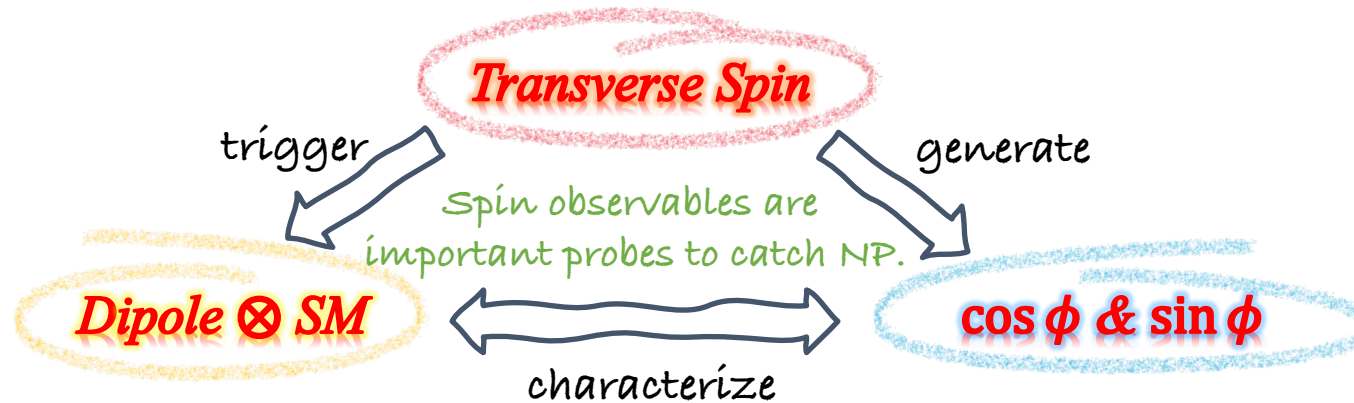 Transverse Spin
trigger
generate
Spin observables are
important probes to catch NP.
Dipole ⊗ SM
cos ϕ & sin ϕ
characterize